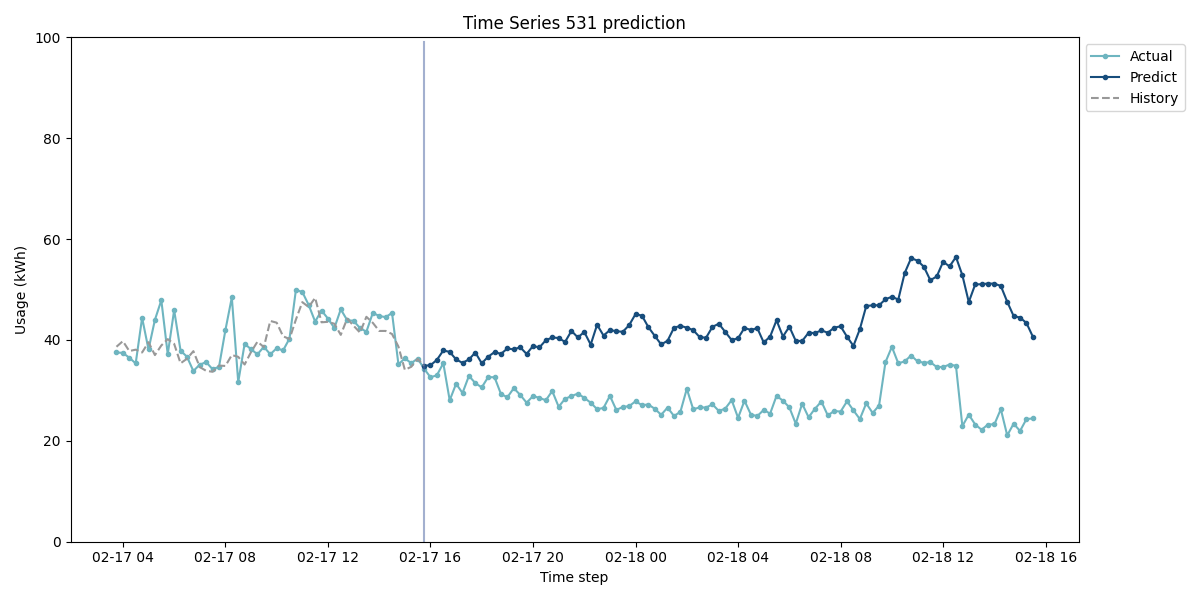 Time Series 531 prediction
Usage (kWh)
100
80
60
40
20
0
02-17 04
02-17 08
02-17 12
02-17 16
02-17 20
02-18 00
02-18 04
02-18 08
02-18 12
02-18 16
Time step
Actual
Predict
History